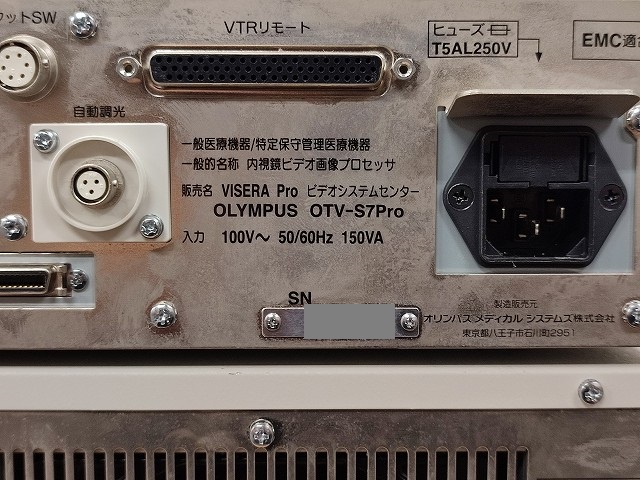 ットSW
VTRリモート
ヒューズ
T5AL250V
EMC適合
自動調光
一般医療機器/特定保守管理医療機器
一般的名称 内視鏡ビデオ画像プロセッサ
販売名 VISERA Pro ビデオシステムセンター
OLYMPUS OTV-S7Pro
入力 100V～ 50/60Hz 150VA
SN
製造販売元
オリンパス メディカル システムズ株式会社
東京都八王子市石川町2951